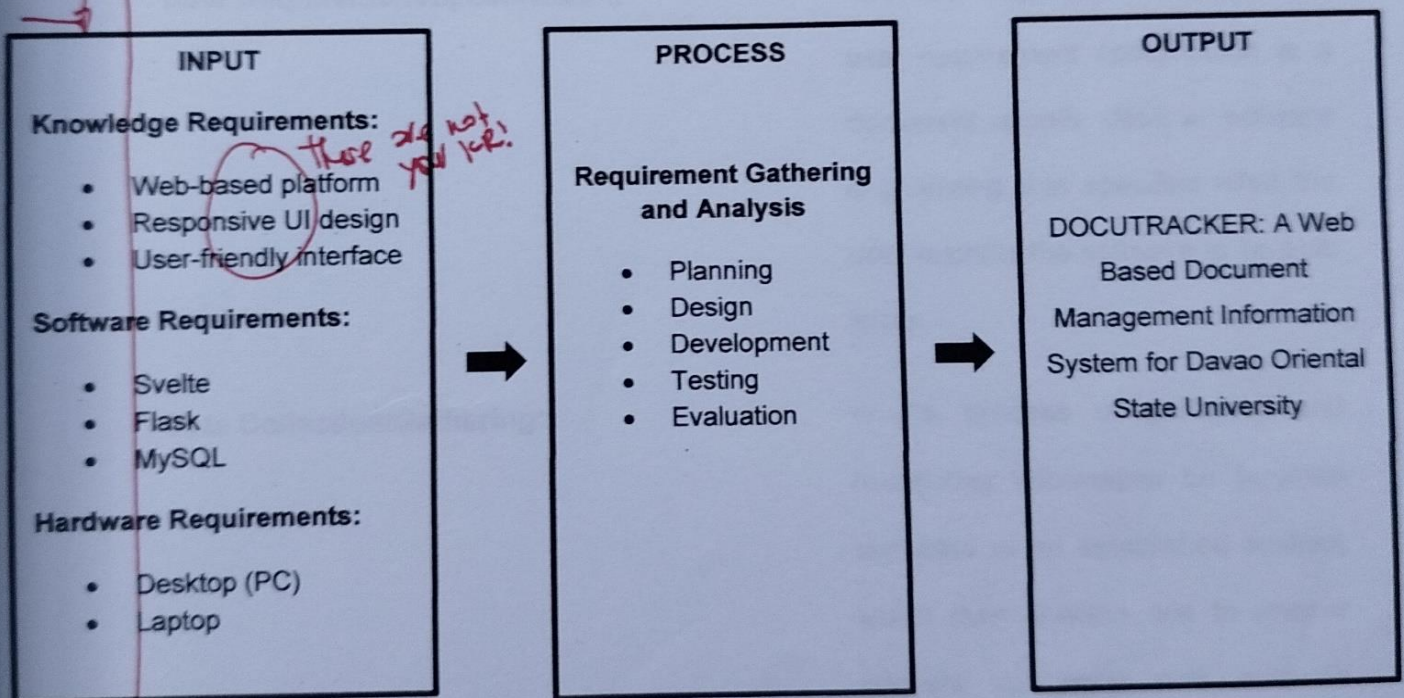 INPUT
Knowledge Requirements:
these are not
your KR!
• Web-based platform
• Responsive UI design
• User-friendly interface
Software Requirements:
• Svelte
• Flask
• MySQL
Hardware Requirements:
• Desktop (PC)
• Laptop
PROCESS
Requirement Gathering
and Analysis
• Planning
• Design
• Development
• Testing
• Evaluation
OUTPUT
DOCUTRACKER: A Web
Based Document
Management Information
System for Davao Oriental
State University